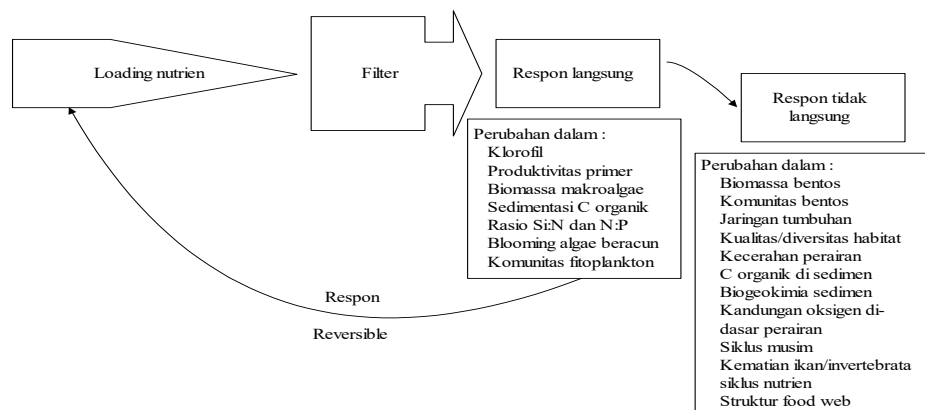 Loading nutrien
Filter
Respon langsung
Respon tidak
langsung
Perubahan dalam :
Klorofil
Produktivitas primer
Biomassa makroalgae
Sedimentasi C organik
Rasio Si:N dan N:P
Blooming algae beracun
Komunitas fitoplankton
Perubahan dalam :
Biomassa bentos
Komunitas bentos
Jaringan tumbuhan
Kualitas/diversitas habitat
Kecerahan perairan
C organik di sedimen
Biogeokimia sedimen
Kandungan oksigen di-
dasar perairan
Siklus musim
Kematian ikan/invertebrata
siklus nutrien
Struktur food web
Respon
Reversible